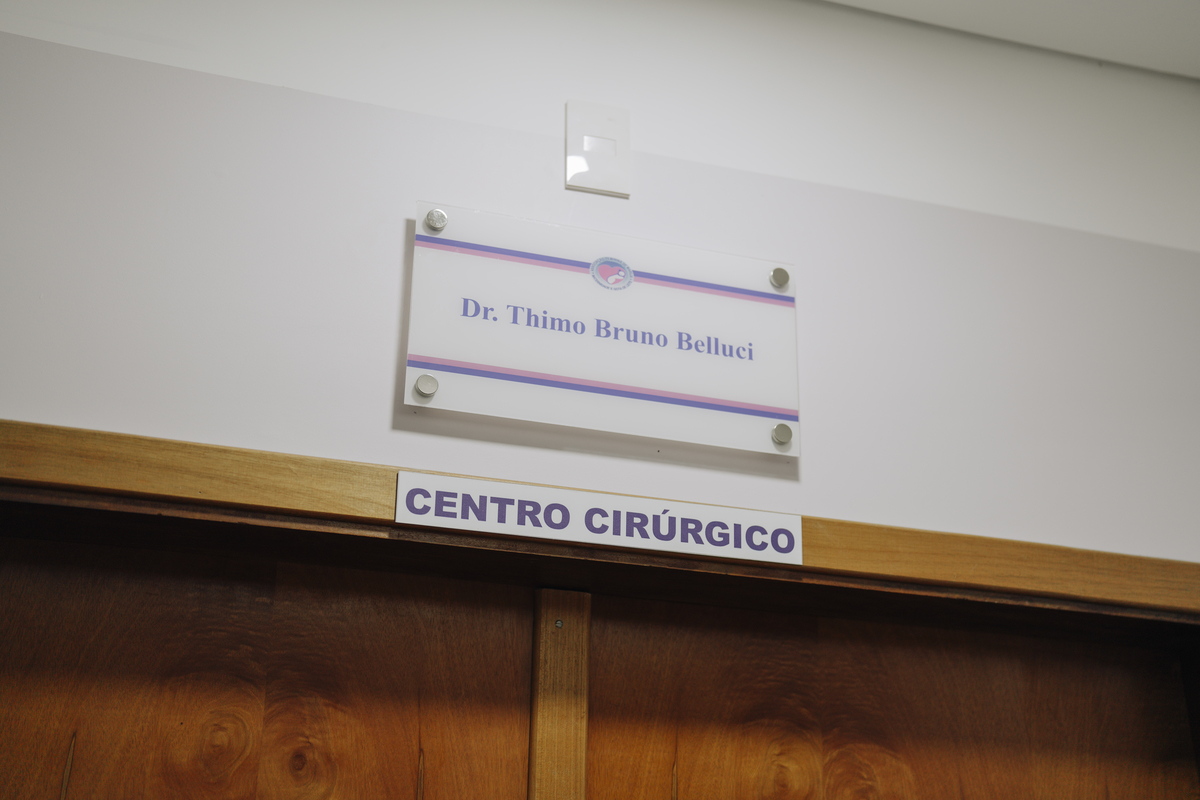 Dr. Thimo Bruno Belluci
CENTRO CIRÚRGICO